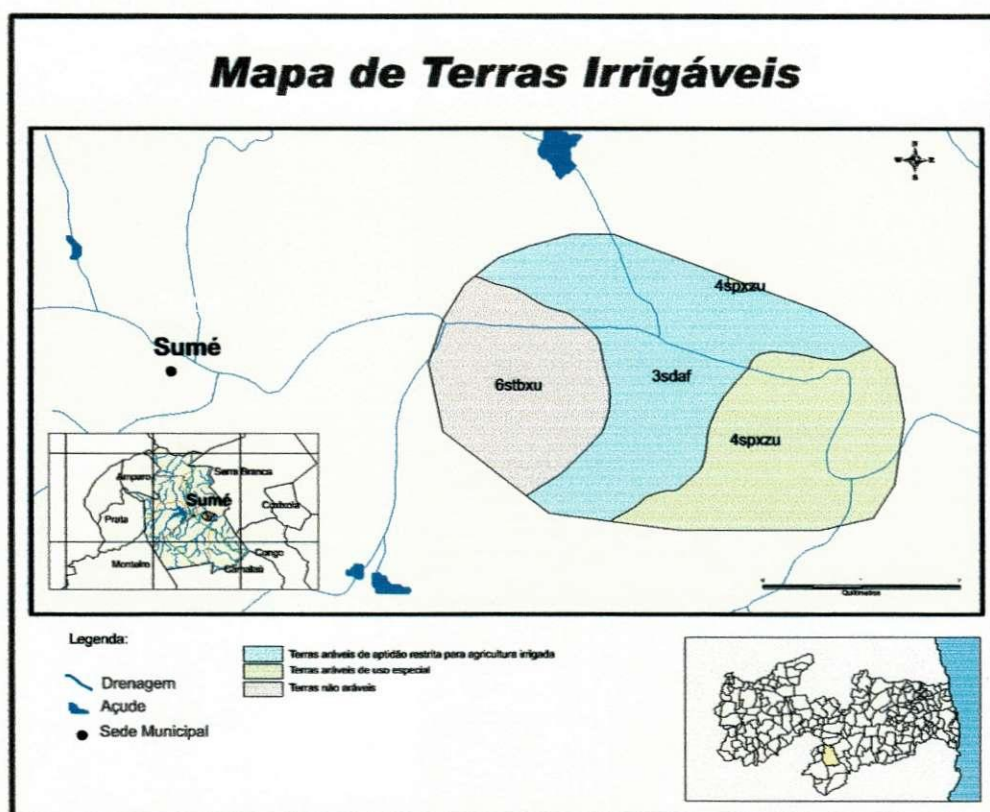 Mapa de Terras Irrigáveis
N
W E
S
4spxzu
Sumé
6stbxu
3sdaf
4spxzu
Amparo
Serra Branca
Sumé
Coxixola
Prata
Congo
Monteiro
Camalaú
Quilômetros
Legenda:
Drenagem
Açude
Sede Municipal
Terras aráveis de aptidão restrita para agricultura irrigada
Terras aráveis de uso especial
Terras não aráveis